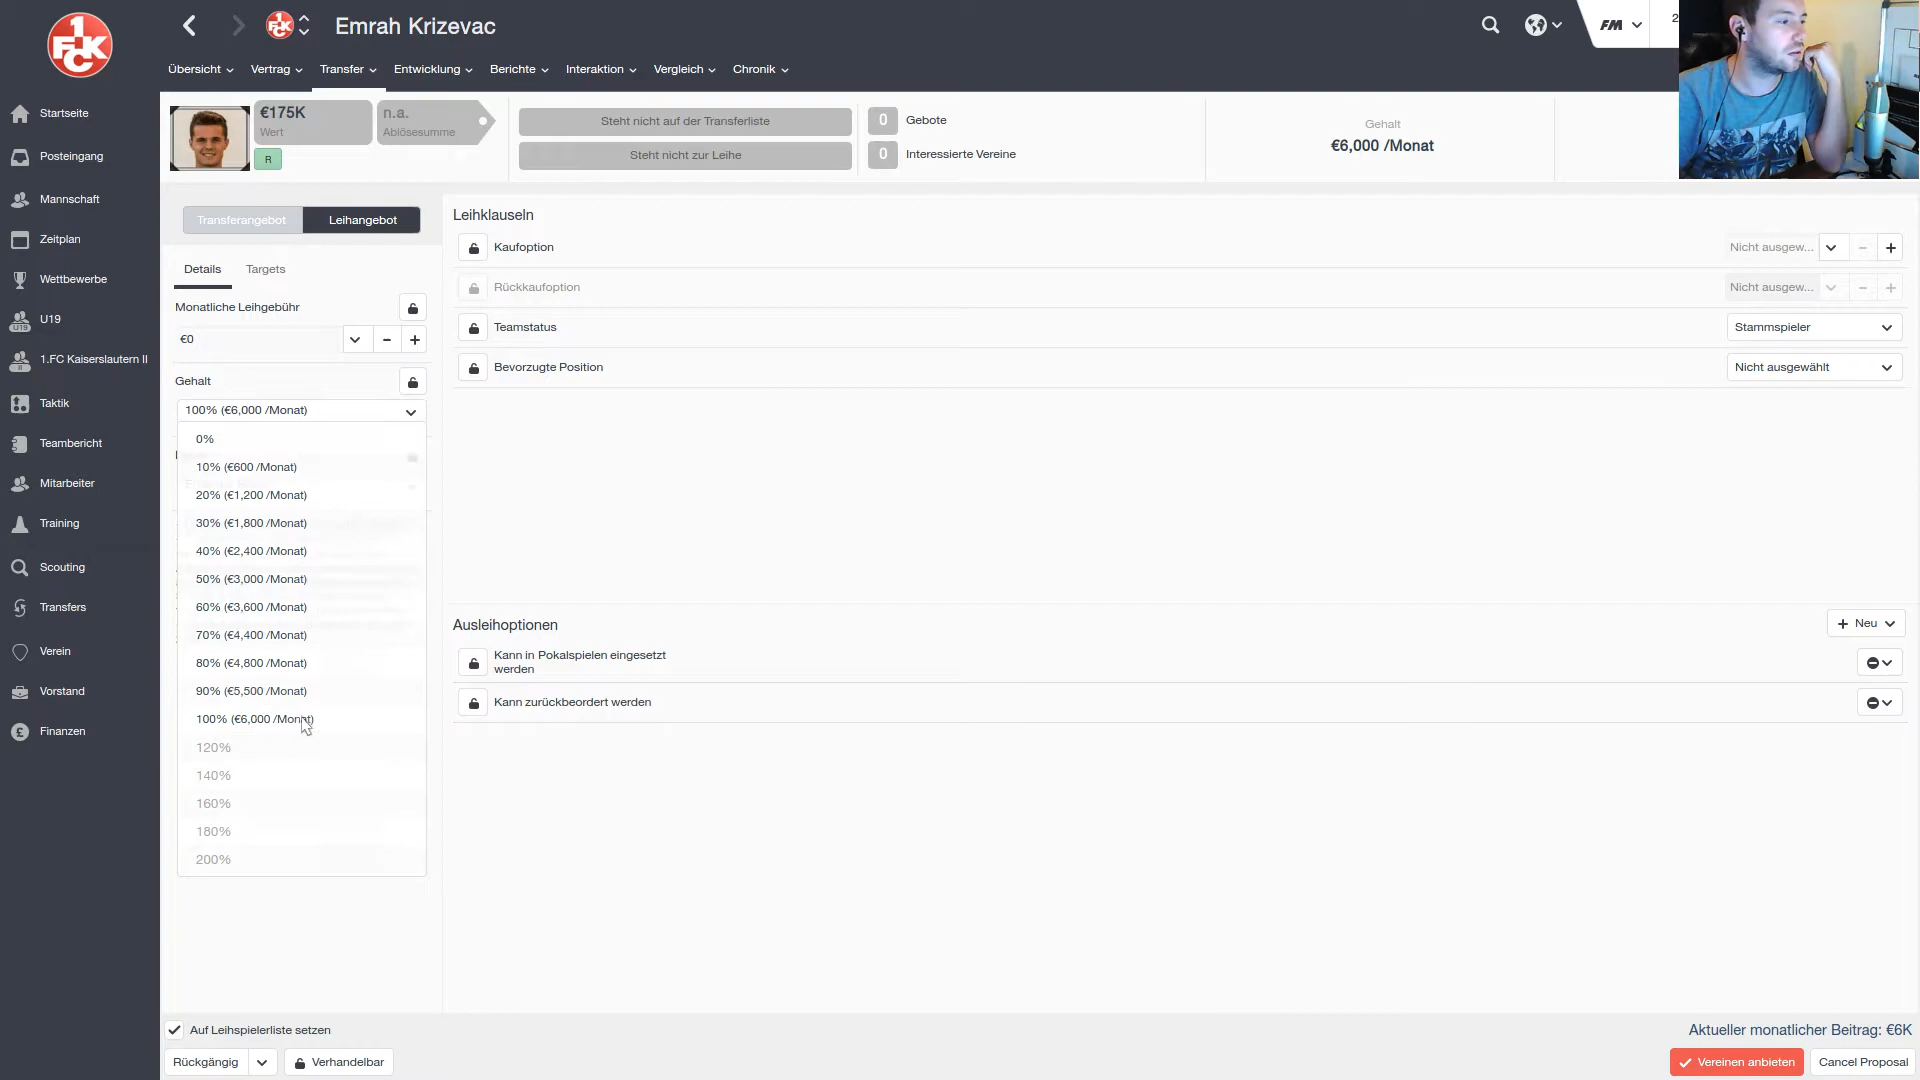 Emrah Krizevac
FM
2
Übersicht
Vertrag
Transfer
Entwicklung
Berichte
Interaktion
Vergleich
Chronik
1
FCK
Startseite
Posteingang
Mannschaft
Zeitplan
Wettbewerbe
U19
U19
1.FC Kaiserslautern II
II
Taktik
Teambericht
Mitarbeiter
Training
Scouting
Transfers
Verein
Vorstand
Finanzen
€175K
Wert
n.a.
Ablösesumme
R
Steht nicht auf der Transferliste
Steht nicht zur Leihe
0 Gebote
0 Interessierte Vereine
Gehalt
€6,000 /Monat
Transferangebot
Leihangebot
Details
Targets
Monatliche Leihgebühr
€0
Gehalt
100% (€6,000 /Monat)
0%
10% (€600 /Monat)
20% (€1,200 /Monat)
30% (€1,800 /Monat)
40% (€2,400 /Monat)
50% (€3,000 /Monat)
60% (€3,600 /Monat)
70% (€4,400 /Monat)
80% (€4,800 /Monat)
90% (€5,500 /Monat)
100% (€6,000 /Monat)
120%
140%
160%
180%
200%
Leihklauseln
Kaufoption
Nicht ausgew...
Rückkaufoption
Nicht ausgew...
Teamstatus
Stammspieler
Bevorzugte Position
Nicht ausgewählt
Ausleihoptionen
Neu
Kann in Pokalspielen eingesetzt
werden
Kann zurückbeordert werden
Auf Leihspielerliste setzen
Aktueller monatlicher Beitrag: €6K
Rückgängig
Verhandelbar
Vereinen anbieten
Cancel Proposal